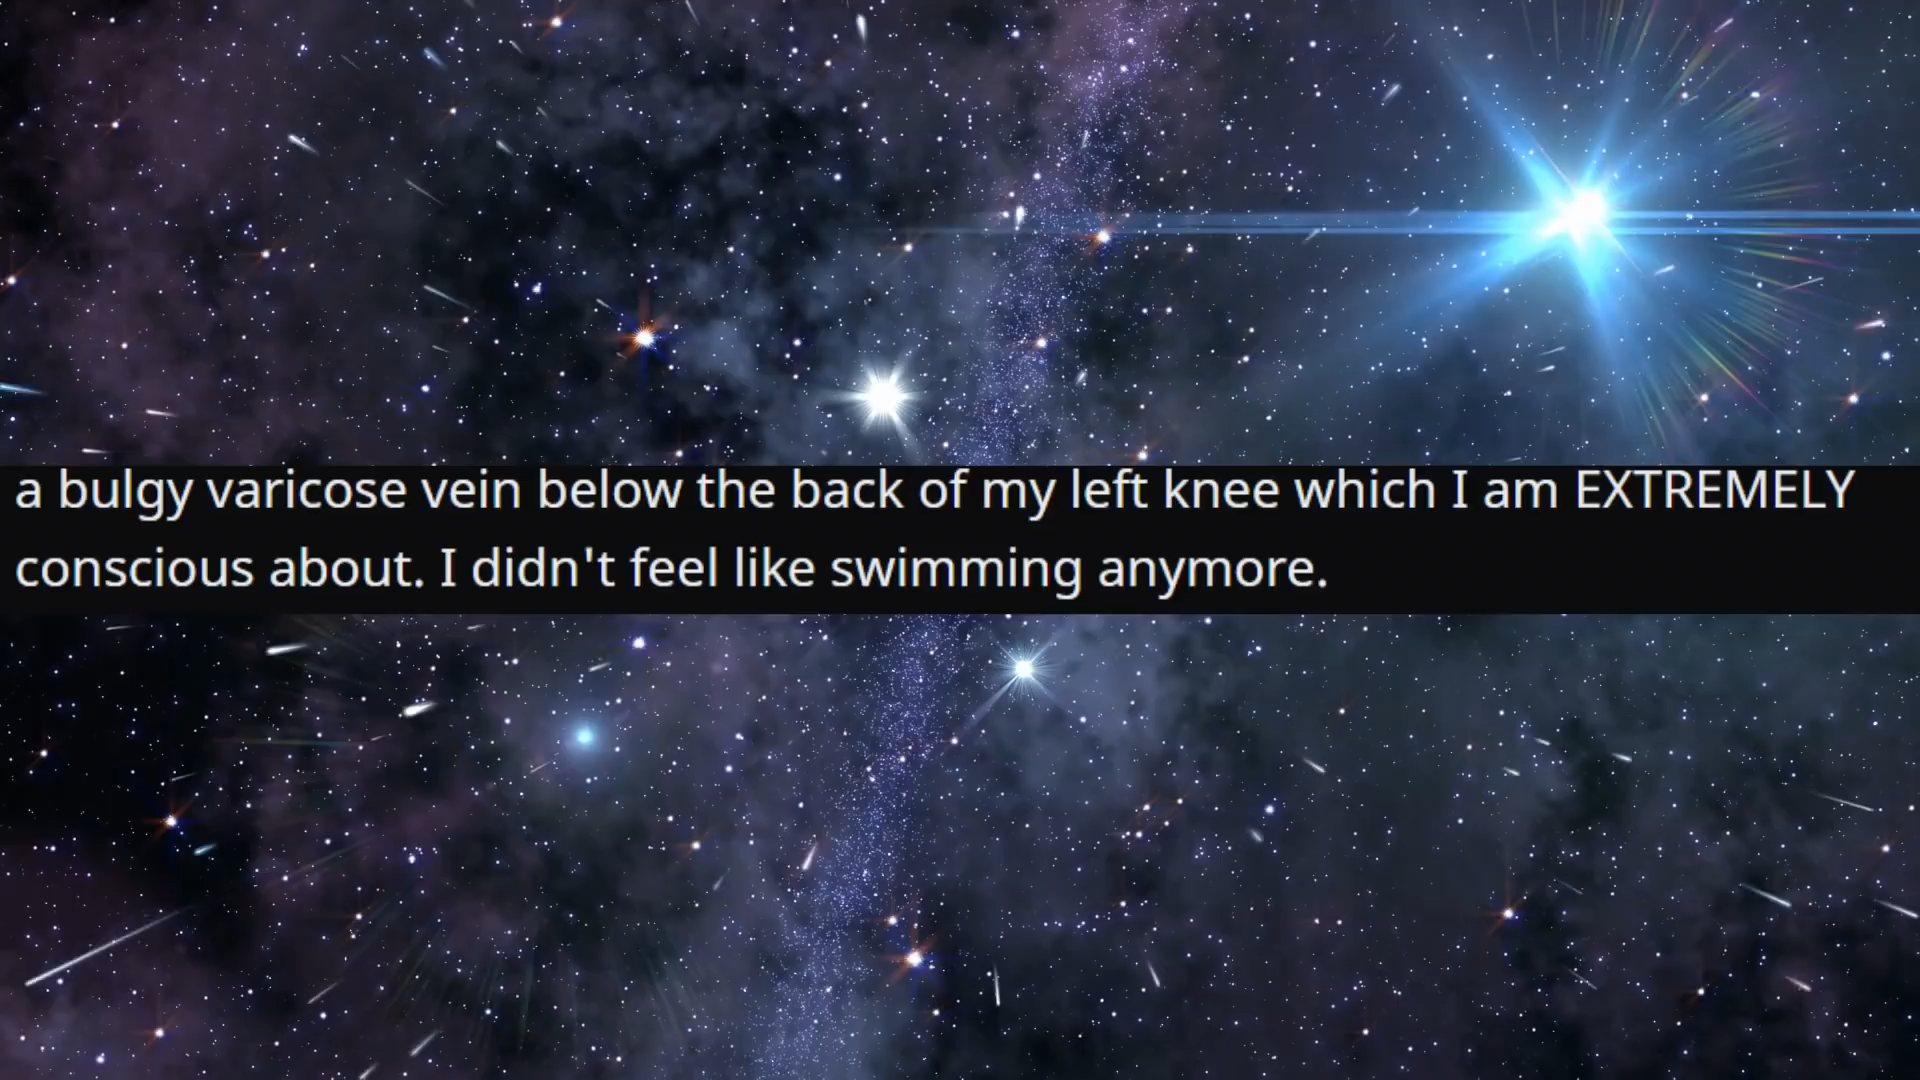 a bulgy varicose vein below the back of my left knee which I am EXTREMELY
conscious about. I didn't feel like swimming anymore.